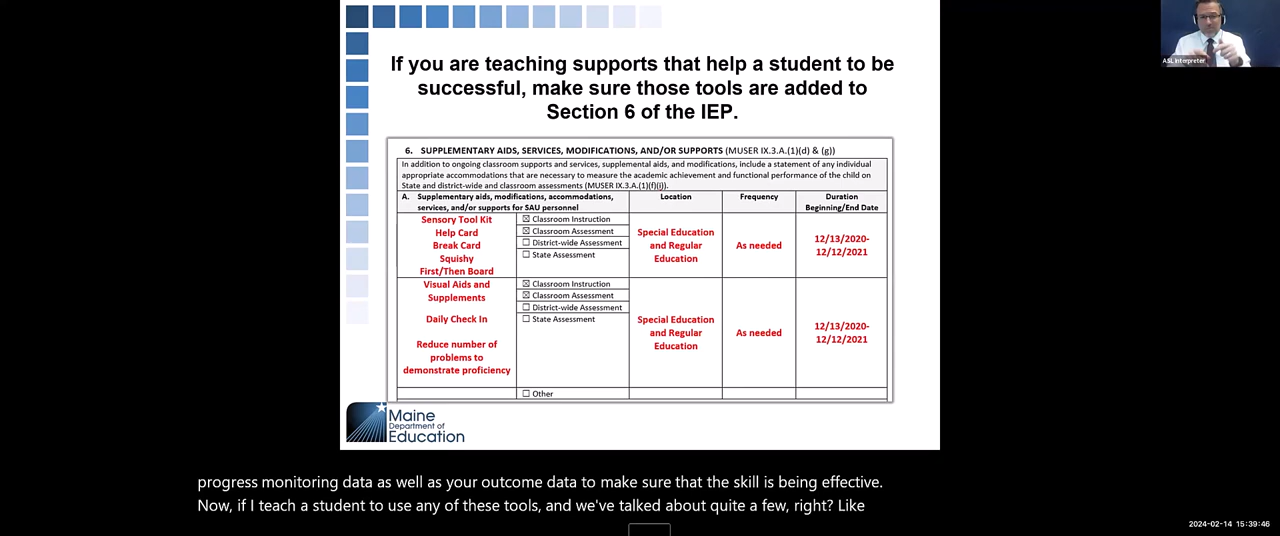 If you are teaching supports that help a student to be
successful, make sure those tools are added to
Section 6 of the IEP.
6. SUPPLEMENTARY AIDS, SERVICES, MODIFICATIONS, AND/OR SUPPORTS (MUSER IX.3.A.(1)(d) & (g))
In addition to ongoing classroom supports and services, supplemental aids, and modifications, include a statement of any individual
appropriate accommodations that are necessary to measure the academic achievement and functional performance of the child on
State and district-wide and classroom assessments (MUSER IX.3.A.(1)(f)(i)).
A. Supplementary aids, modifications, accommodations,
services, and/or supports for SAU personnel
Location
Frequency
Duration
Beginning/End Date
Sensory Tool Kit
Help Card
Break Card
Squishy
First/Then Board
☒ Classroom Instruction
☒ Classroom Assessment
☐ District-wide Assessment
☐ State Assessment
Special Education
and Regular
Education
As needed
12/13/2020-
12/12/2021
Visual Aids and
Supplements
Daily Check In
Reduce number of
problems to
demonstrate proficiency
☒ Classroom Instruction
☒ Classroom Assessment
☐ District-wide Assessment
☐ State Assessment
Special Education
and Regular
Education
As needed
12/13/2020-
12/12/2021
☐ Other
Maine
Department of
Education
ASL Interpreter
progress monitoring data as well as your outcome data to make sure that the skill is being effective.
Now, if I teach a student to use any of these tools, and we've talked about quite a few, right? Like
2024-02-14 15:39:46